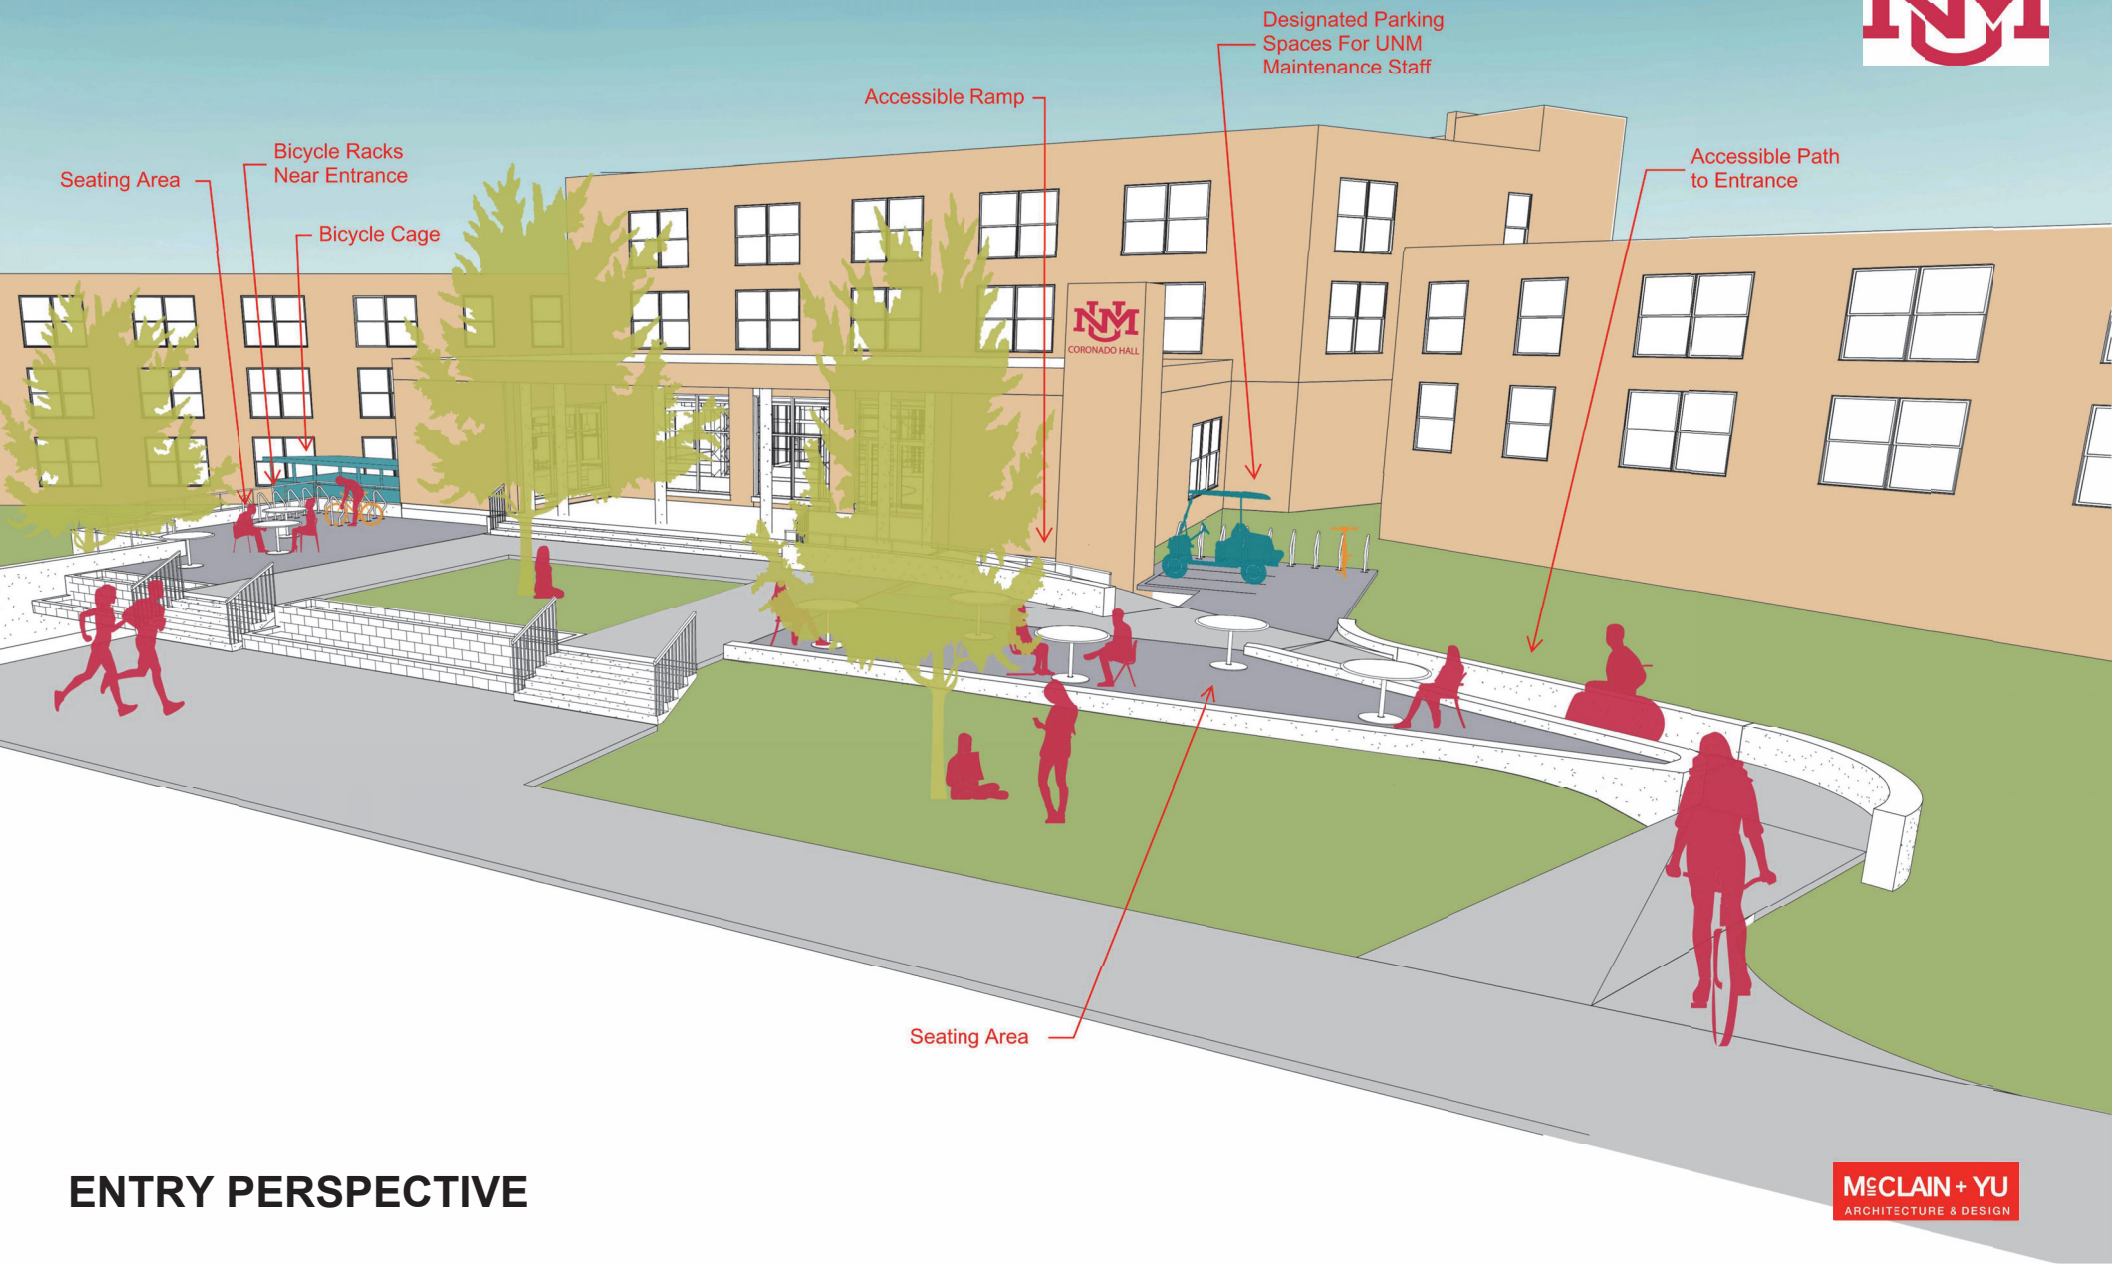 UNM
Designated Parking
Spaces For UNM
Maintenance Staff
Accessible Ramp
Bicycle Racks
Near Entrance
Seating Area
Accessible Path
to Entrance
Bicycle Cage
UNM
CORONADO HALL
Seating Area
ENTRY PERSPECTIVE
McCLAIN + YU
ARCHITECTURE & DESIGN